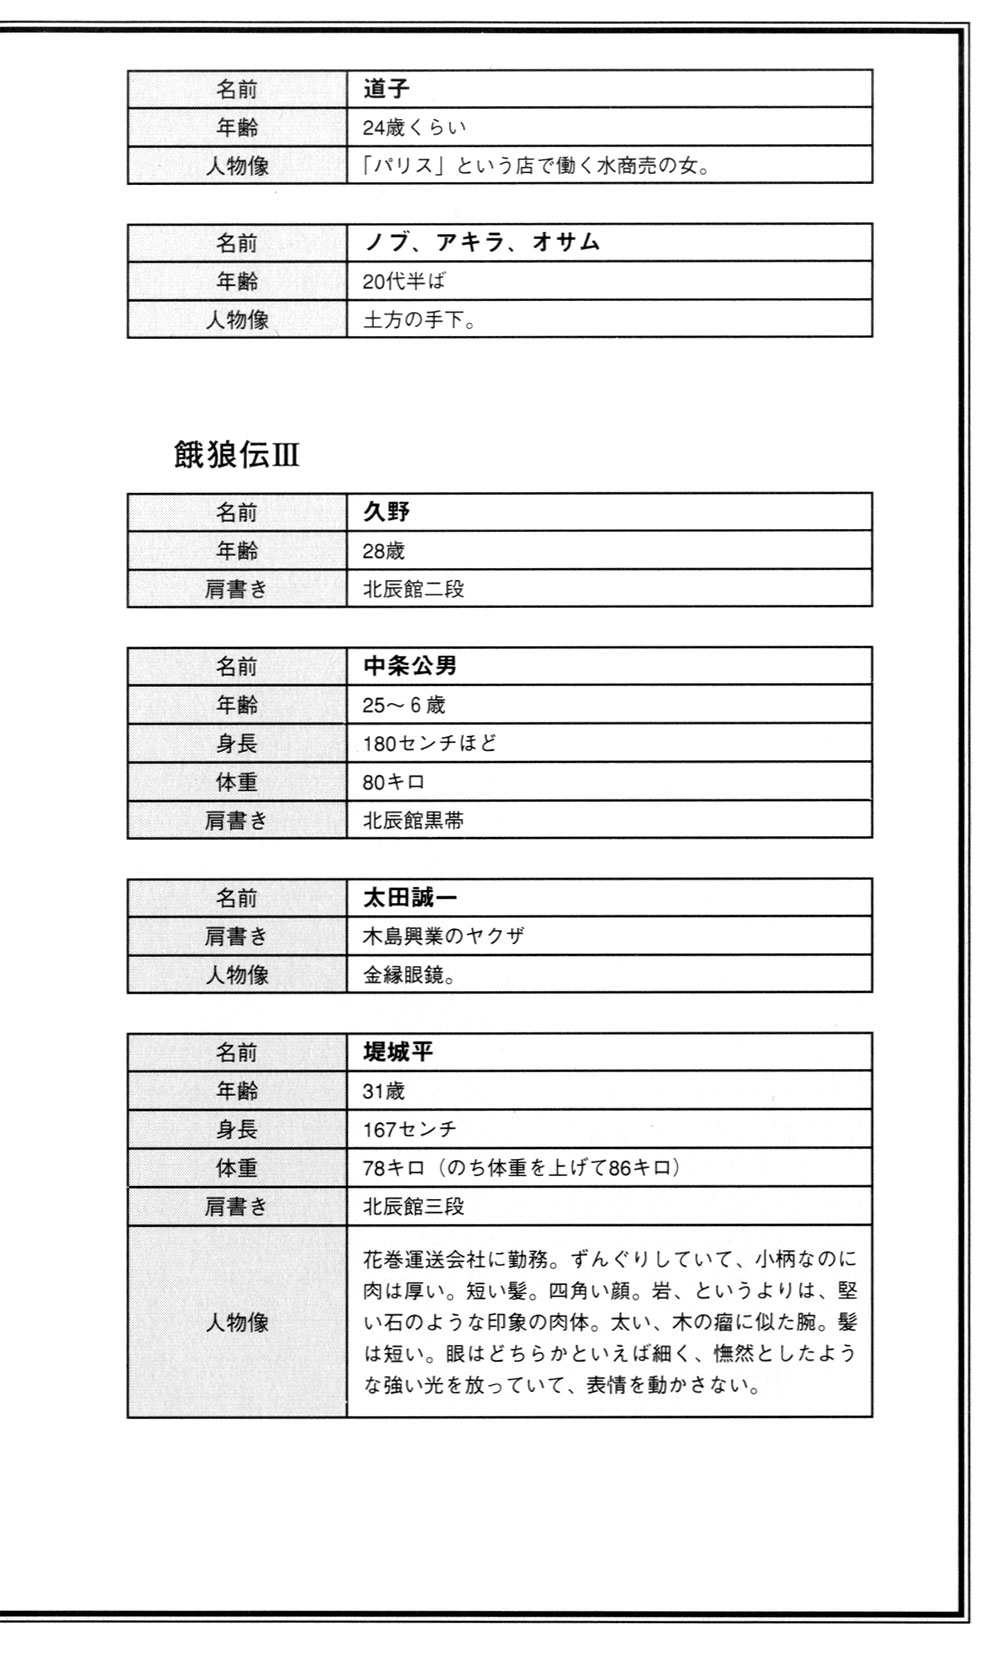 名前 道子
年齢 24歳くらい
人物像 「パリス」という店で働く水商売の女。
名前 ノブ、アキラ、オサム
年齢 20代半ば
人物像 土方の手下。
餓狼伝Ⅲ
名前 久野
年齢 28歳
肩書き 北辰館二段
名前 中条公男
年齢 25〜6歳
身長 180センチほど
体重 80キロ
肩書き 北辰館黒帯
名前 太田誠一
肩書き 木島興業のヤクザ
人物像 金縁眼鏡。
名前 堤城平
年齢 31歳
身長 167センチ
体重 78キロ（のち体重を上げて86キロ）
肩書き 北辰館三段
人物像
花巻運送会社に勤務。ずんぐりしていて、小柄なのに
肉は厚い。短い髪。四角い顔。岩、というよりは、堅
い石のような印象の肉体。太い、木の瘤に似た腕。髪
は短い。眼はどちらかといえば細く、憮然としたよう
な強い光を放っていて、表情を動かさない。